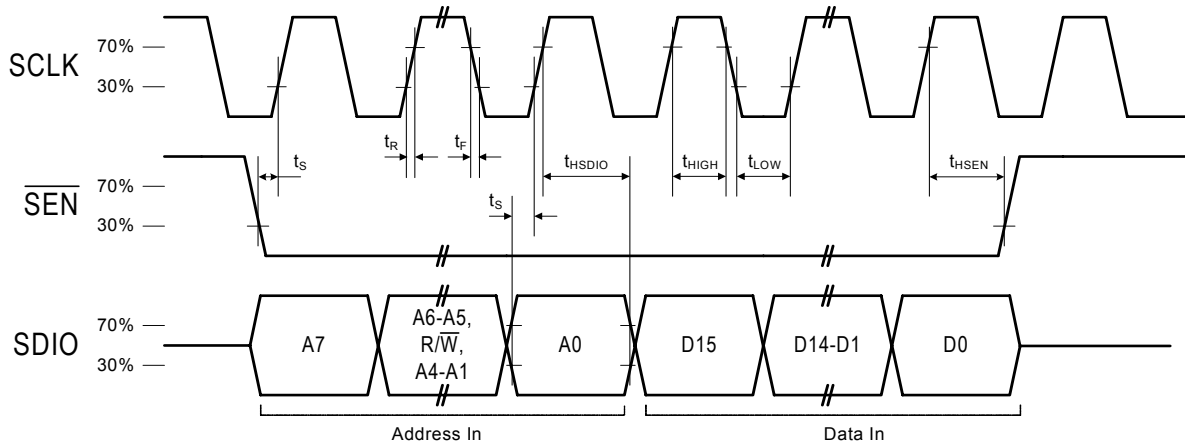 SCLK
70%
30%
tR
tF
tS
tHSDIO
tHIGH
tLOW
tHSEN
SEN
70%
30%
tS
SDIO
70%
30%
A7
A6-A5,
R/W,
A4-A1
A0
D15
D14-D1
D0
Address In
Data In